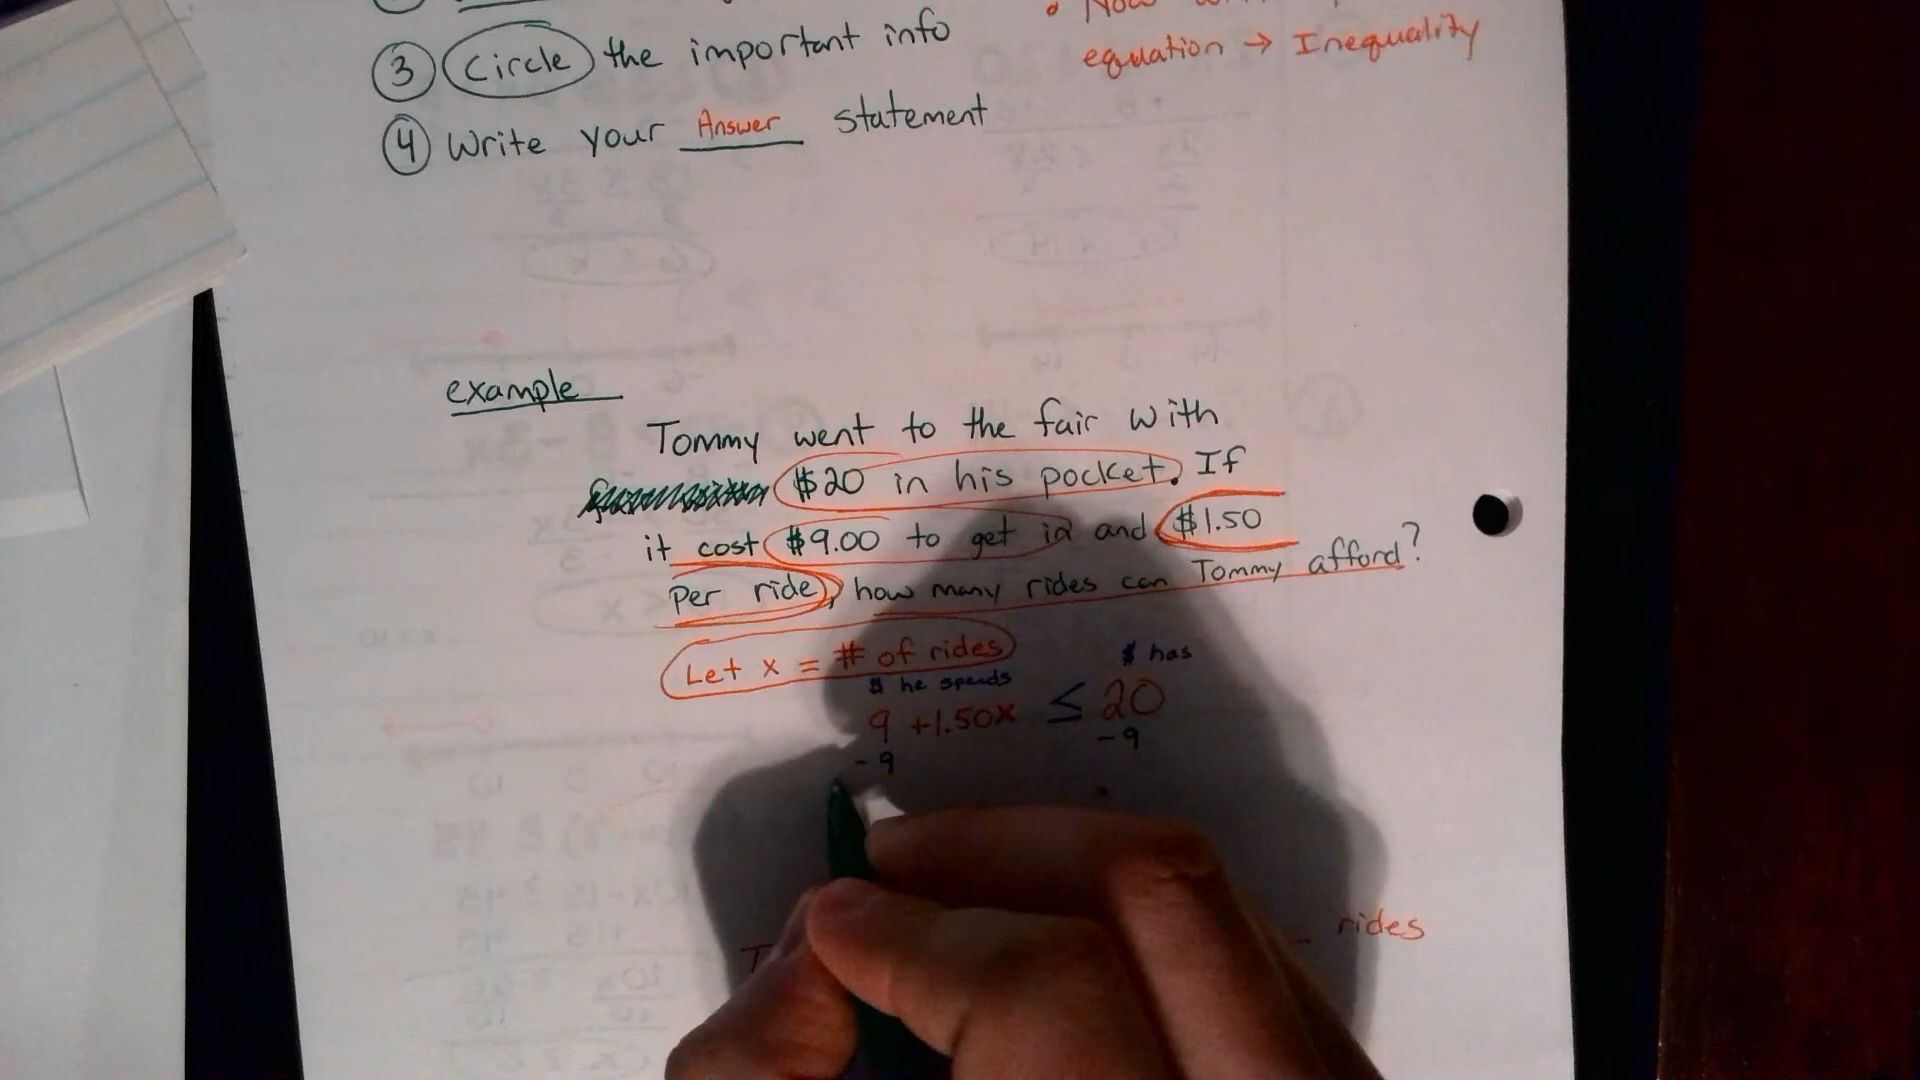 ③ Circle the important info
equation → Inequality
④ Write your Answer statement
example
Tommy went to the fair with
$20 in his pocket. If
it cost $9.00 to get in and $1.50
per ride, how many rides can Tommy afford?
Let x = # of rides
$ he spends $ has
9 + 1.50x ≤ 20
-9 -9
rides